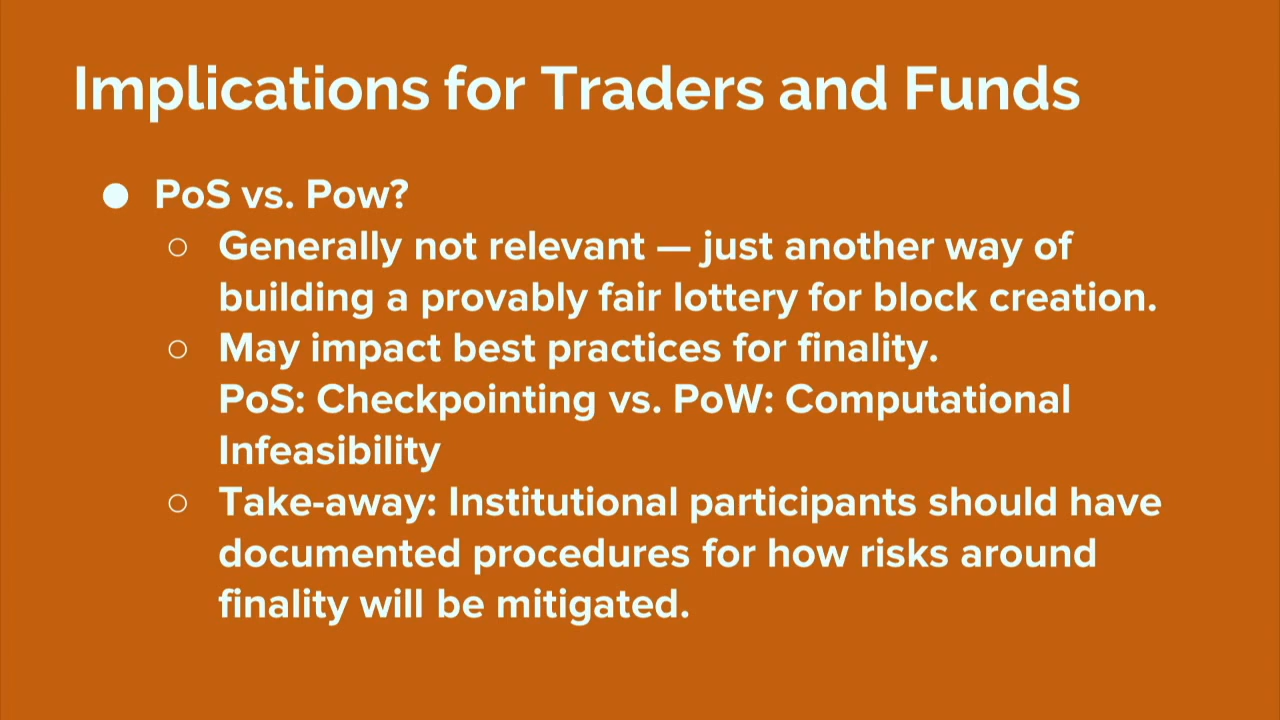 Implications for Traders and Funds
● PoS vs. Pow?
○ Generally not relevant — just another way of
building a provably fair lottery for block creation.
○ May impact best practices for finality.
PoS: Checkpointing vs. PoW: Computational
Infeasibility
○ Take-away: Institutional participants should have
documented procedures for how risks around
finality will be mitigated.